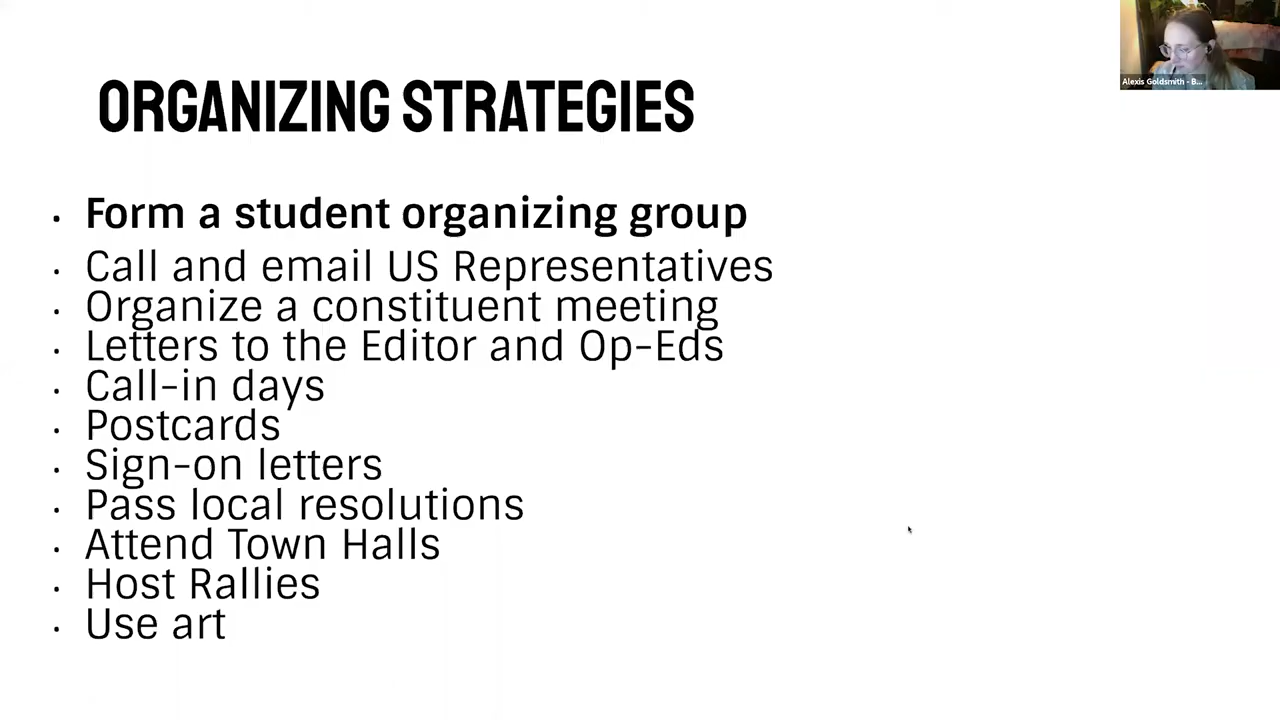 Alexis Goldsmith - B...
ORGANIZING STRATEGIES
· Form a student organizing group
· Call and email US Representatives
· Organize a constituent meeting
· Letters to the Editor and Op-Eds
· Call-in days
· Postcards
· Sign-on letters
· Pass local resolutions
· Attend Town Halls
· Host Rallies
· Use art